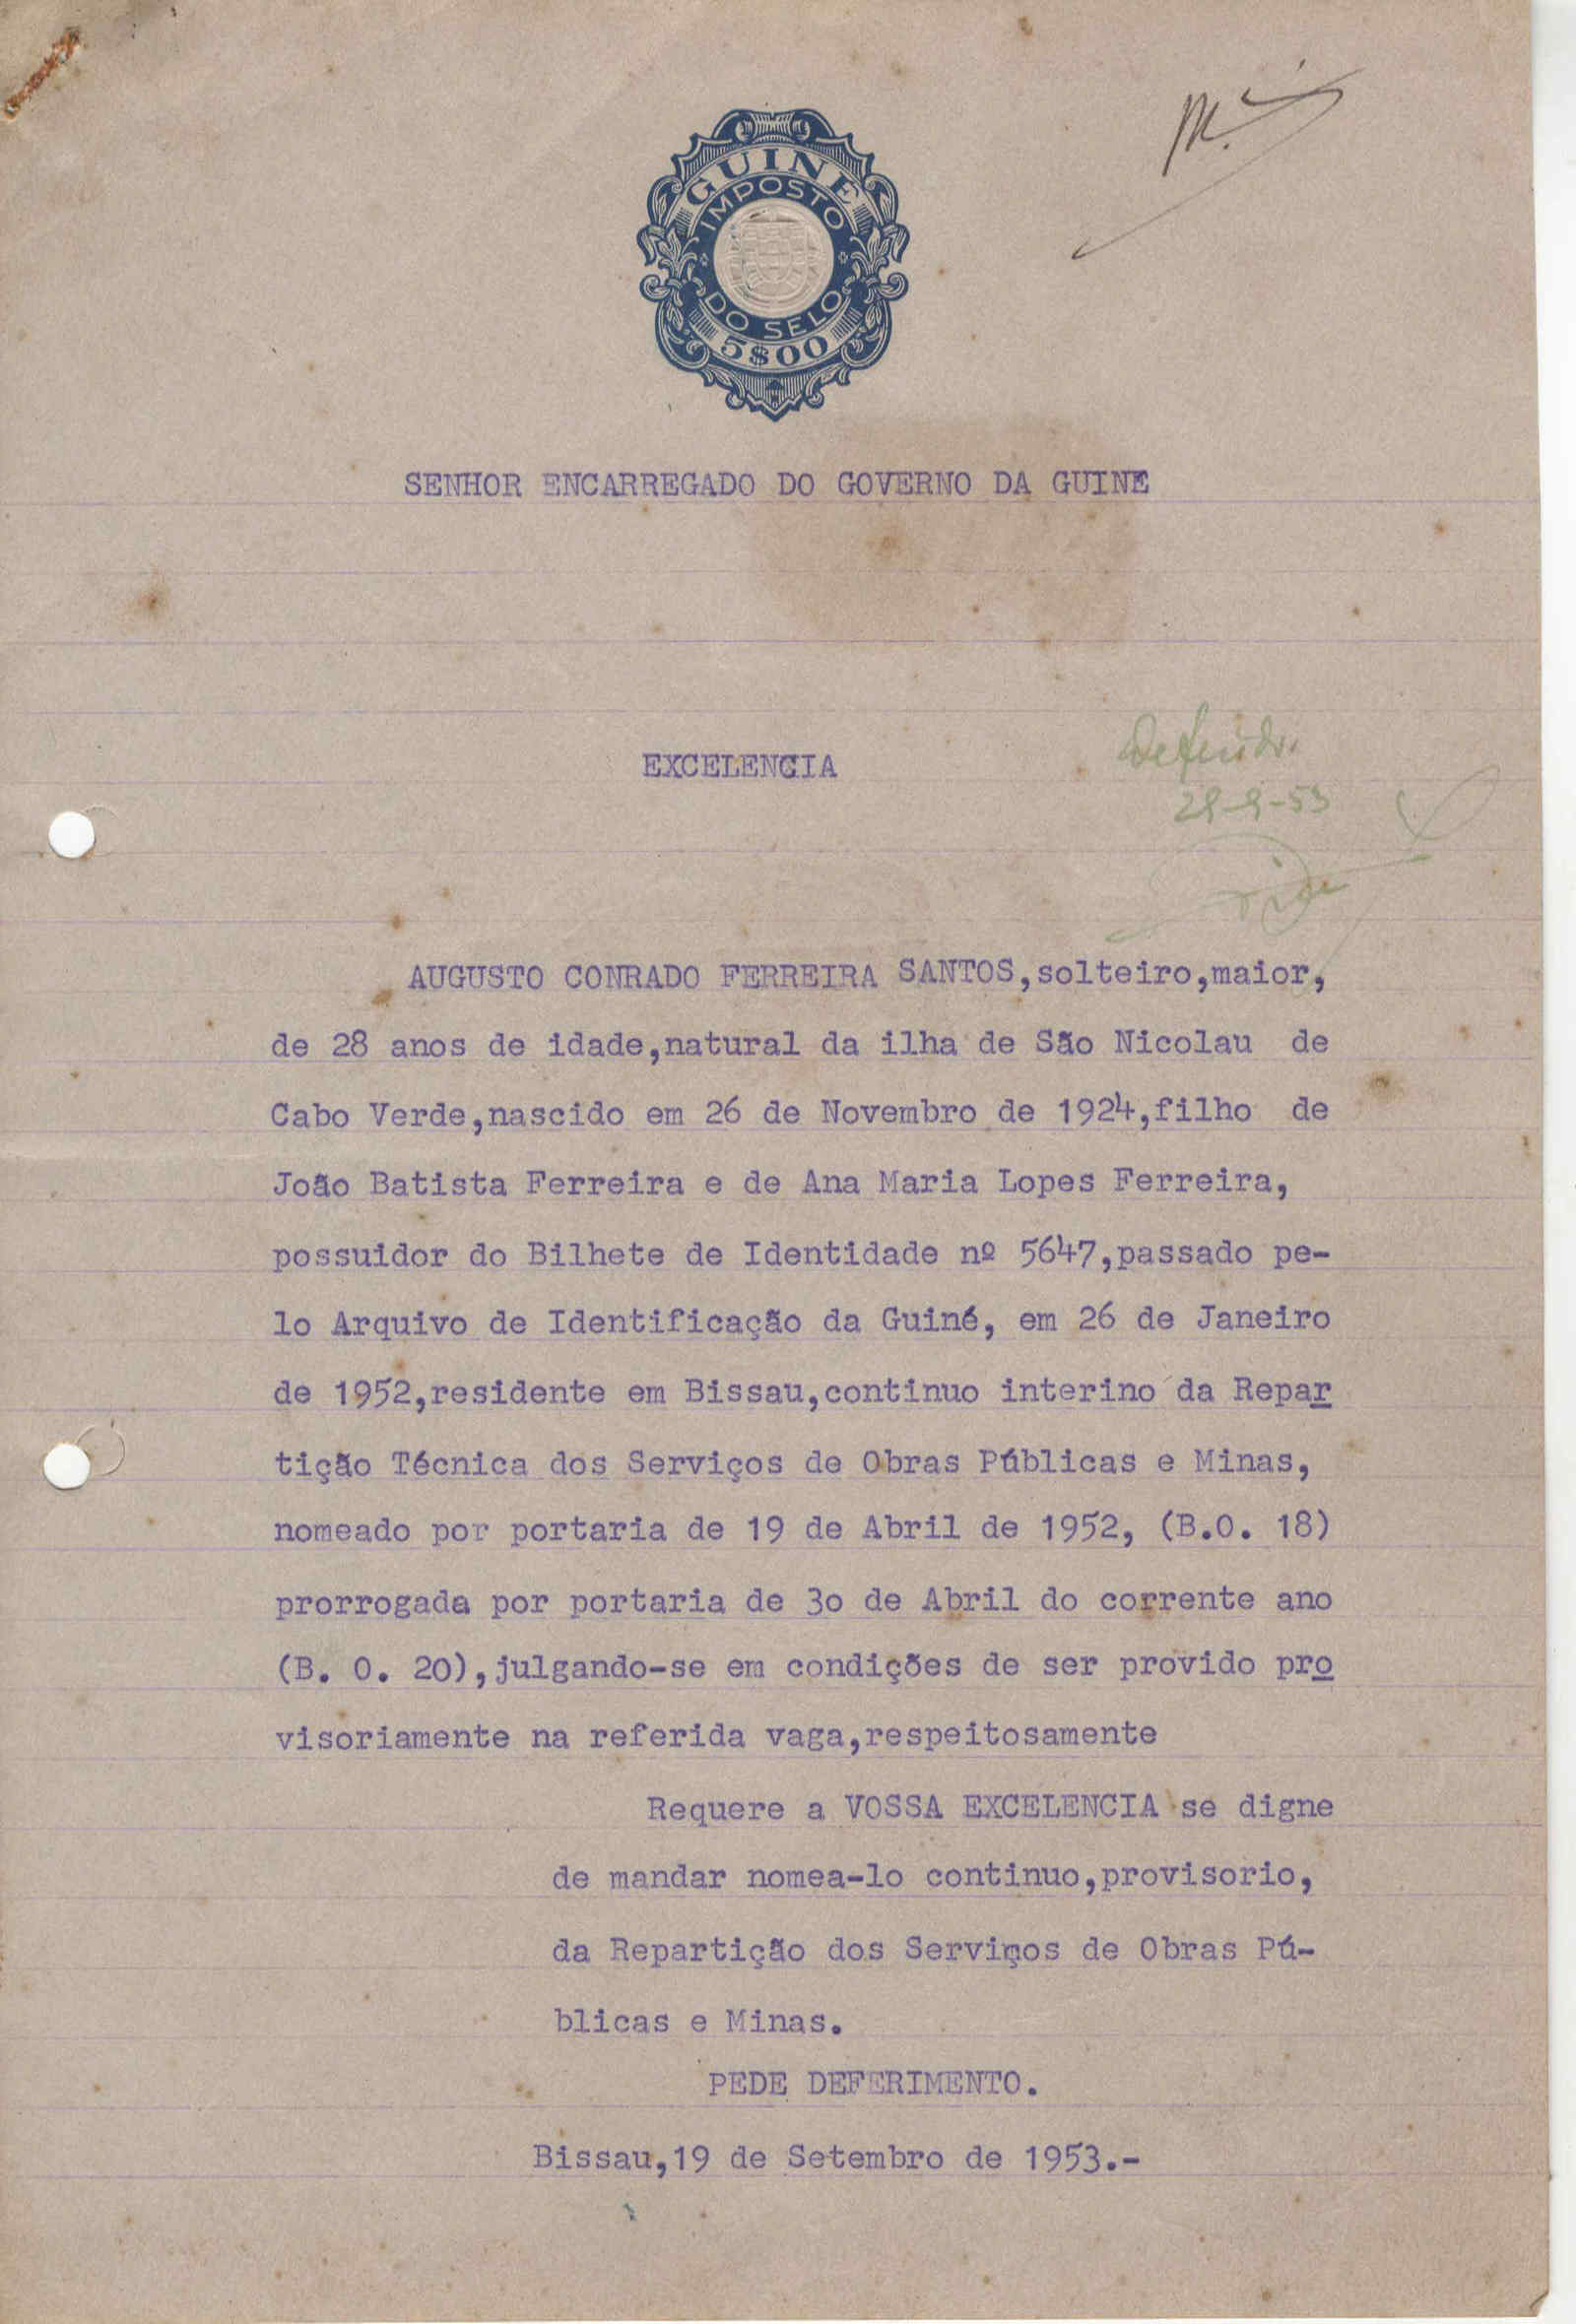 GUINÉ
IMPOSTO
DO SELO
5$00
SENHOR ENCARREGADO DO GOVERNO DA GUINE
EXCELENCIA
Deferido.
AUGUSTO CONRADO FERREIRA SANTOS,solteiro,maior,
de 28 anos de idade,natural da ilha de São Nicolau de
Cabo Verde,nascido em 26 de Novembro de 1924,filho de
João Batista Ferreira e de Ana Maria Lopes Ferreira,
possuidor do Bilhete de Identidade nº 5647,passado pe-
lo Arquivo de Identificação da Guiné, em 26 de Janeiro
de 1952,residente em Bissau,continuo interino da Repar
tição Técnica dos Serviços de Obras Públicas e Minas,
nomeado por portaria de 19 de Abril de 1952, (B.O. 18)
prorrogada por portaria de 3o de Abril do corrente ano
(B. O. 20),julgando-se em condições de ser provido pro
visoriamente na referida vaga,respeitosamente
Requere a VOSSA EXCELENCIA se digne
de mandar nomea-lo continuo,provisorio,
da Repartição dos Serviços de Obras Pú-
blicas e Minas.
PEDE DEFERIMENTO.
Bissau,19 de Setembro de 1953.-